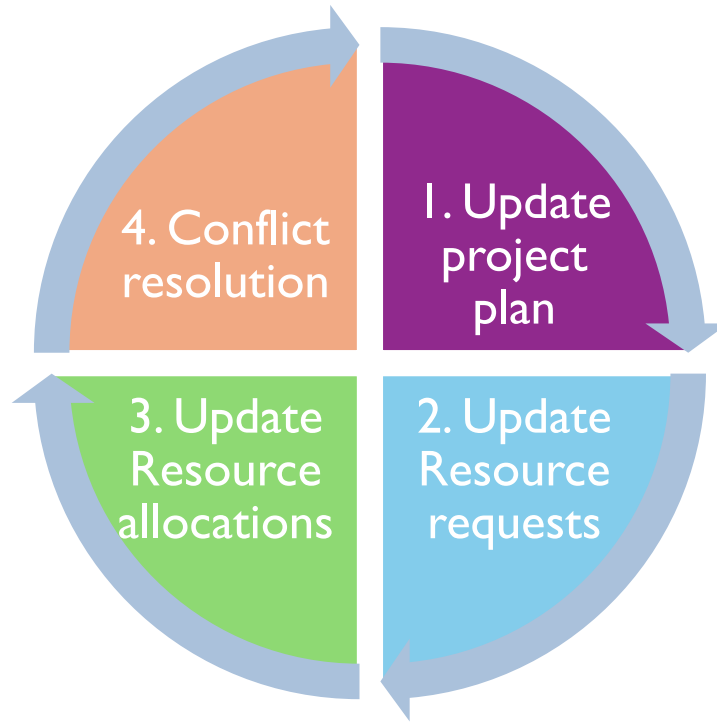 1. Update
project
plan
2. Update
Resource
requests
3. Update
Resource
allocations
4. Conflict
resolution